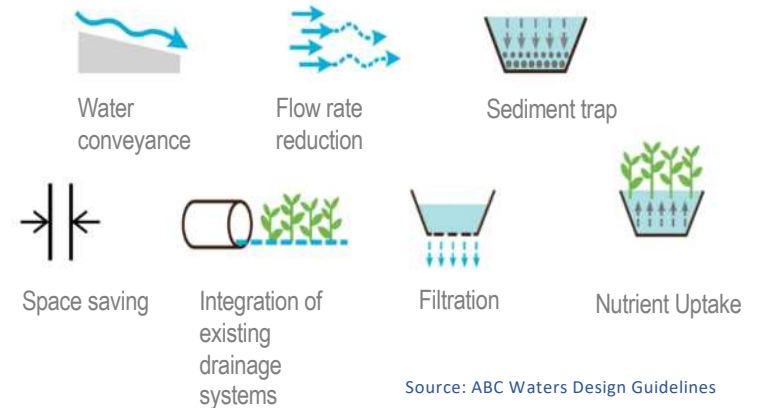 Water
conveyance
Flow rate
reduction
Sediment trap
Space saving
Integration of
existing
drainage
systems
Filtration
Nutrient Uptake
Source: ABC Waters Design Guidelines